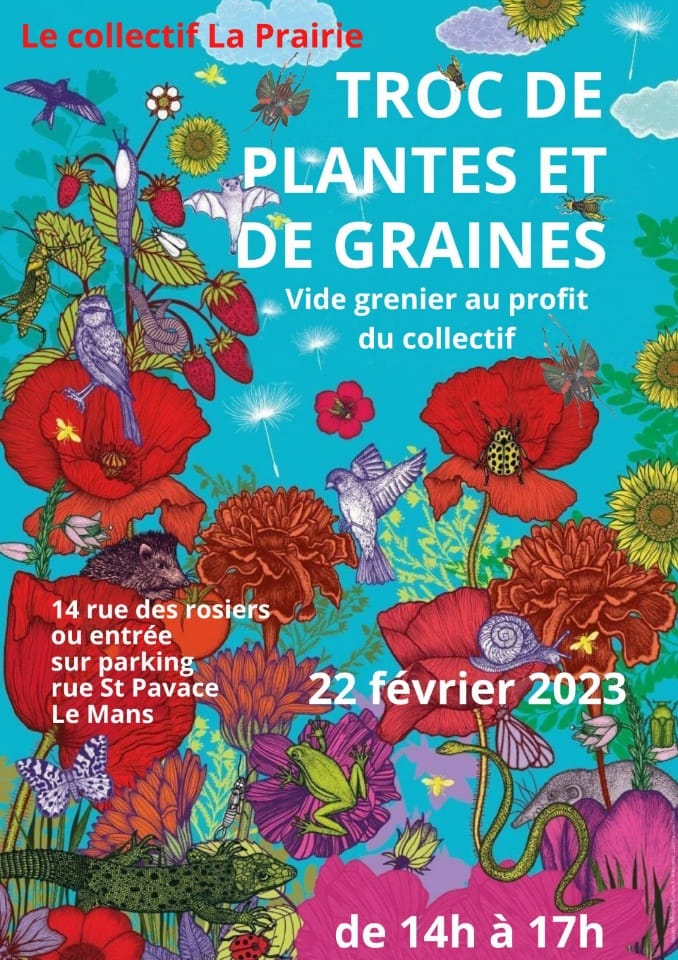 Le collectif La Prairie
TROC DE
PLANTES ET
DE GRAINES
Vide grenier au profit
du collectif
14 rue des rosiers
ou entrée
sur parking
rue St Pavace
Le Mans
22 février 2023
de 14h à 17h